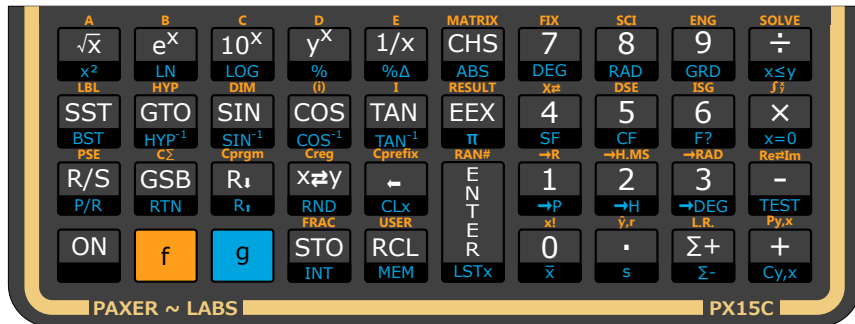 A B C D E MATRIX FIX SCI ENG SOLVE
√x e^x 10^x y^x 1/x CHS 7 8 9 ÷
x² LN LOG % %Δ ABS DEG RAD GRD x≤y
LBL HYP DIM (i) I RESULT X⇄ DSE ISG ∫ˣᵧ
SST GTO SIN COS TAN EEX 4 5 6 ×
BST HYP⁻¹ SIN⁻¹ COS⁻¹ TAN⁻¹ π SF CF F? x=0
PSE CΣ Cprgm Creg Cprefix RAN# →R →H.MS →RAD Re⇄Im
R/S GSB R⬇ x⇄y ⬅ ENTER 1 2 3 -
P/R RTN R⬆ RND CLx →P →H →DEG TEST
FRAC USER x! ŷ,r L.R. Py,x
ON f g STO RCL 0 · Σ+ +
INT MEM LSTx x̄ s Σ- Cy,x
PAXER ~ LABS PX15C